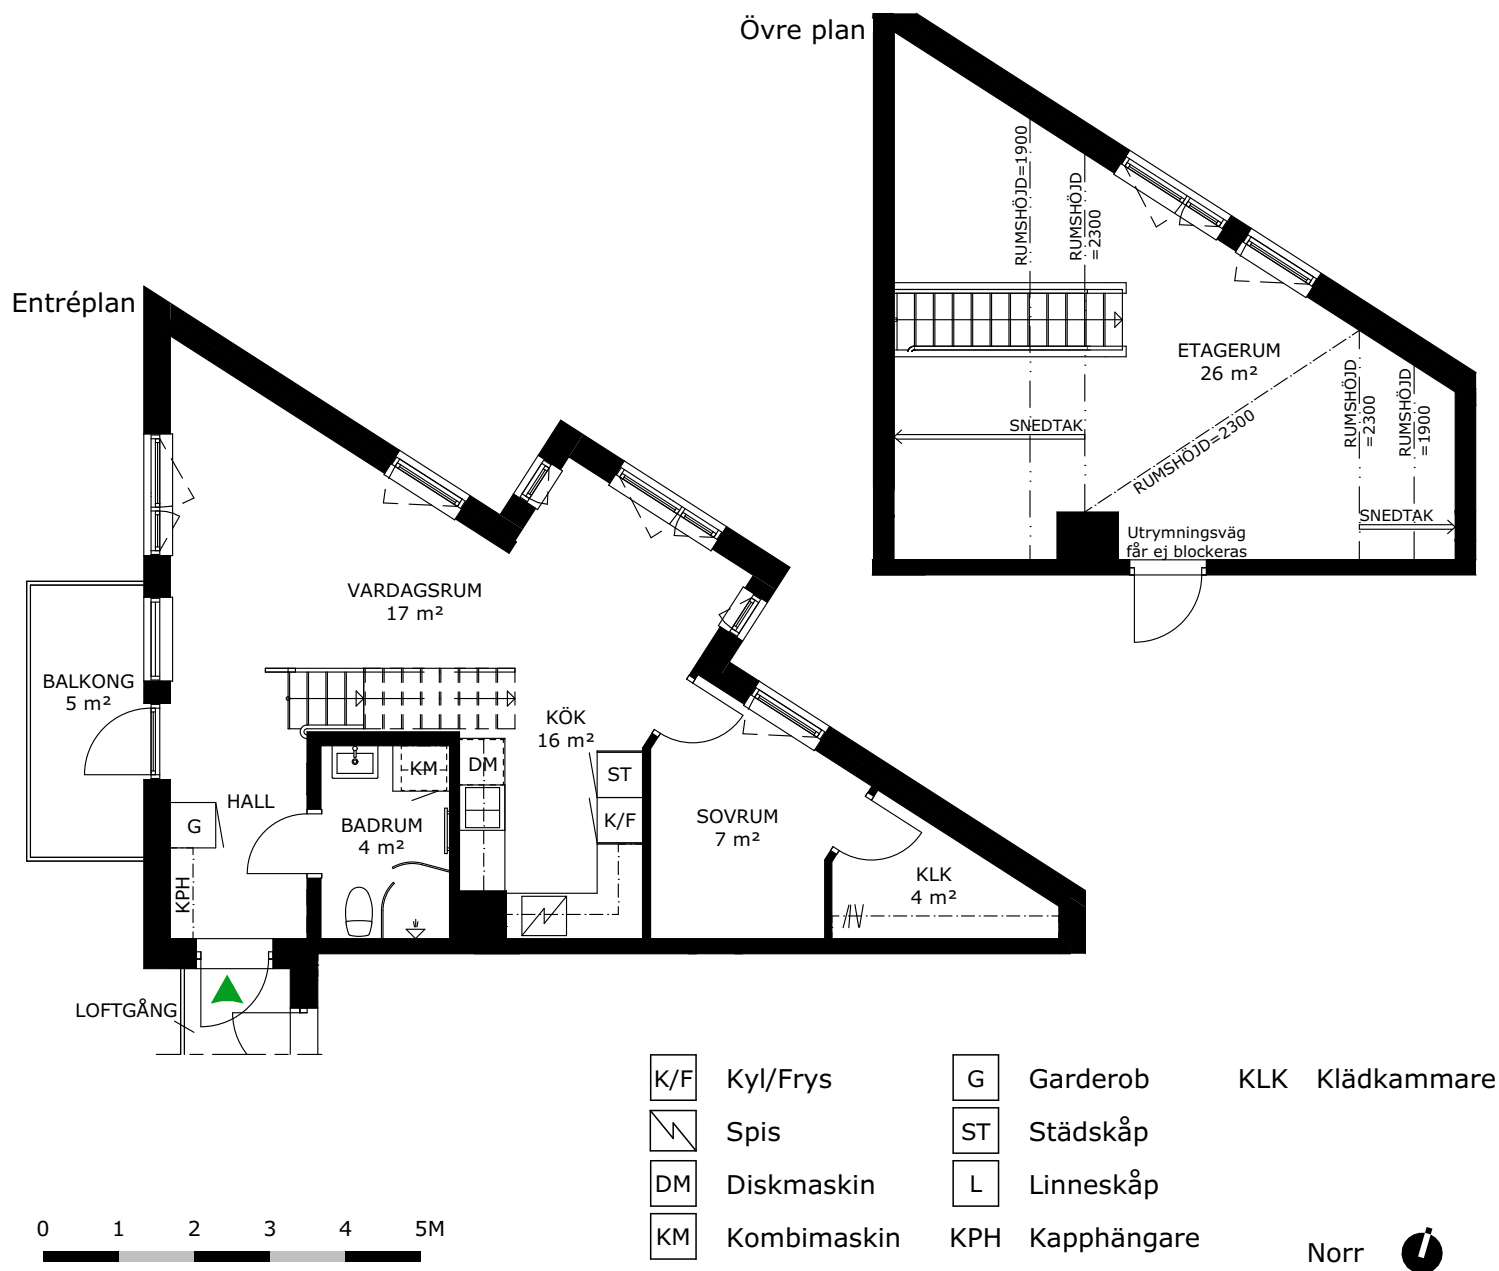 Övre plan
RUMSHÖJD=1900
RUMSHÖJD
=2300
ETAGERUM
26 m²
RUMSHÖJD
=2300
RUMSHÖJD
=1900
SNEDTAK
RUMSHÖJD=2300
SNEDTAK
Utrymningsväg
får ej blockeras
Entréplan
VARDAGSRUM
17 m²
BALKONG
5 m²
KÖK
16 m²
KM
DM
ST
K/F
HALL
G
BADRUM
4 m²
SOVRUM
7 m²
KLK
4 m²
KPH
LOFTGÅNG
K/F Kyl/Frys
Spis
DM Diskmaskin
KM Kombimaskin
G Garderob
ST Städskåp
L Linneskåp
KPH Kapphängare
KLK Klädkammare
0 1 2 3 4 5M
Norr